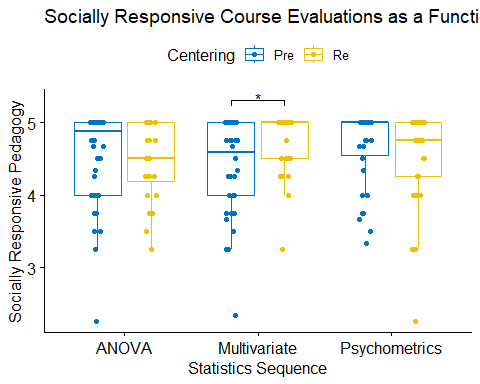 Socially Responsive Course Evaluations as a Functi
Centering Pre Re
*
Socially Responsive Pedagogy
5
4
3
ANOVA Multivariate Psychometrics
Statistics Sequence